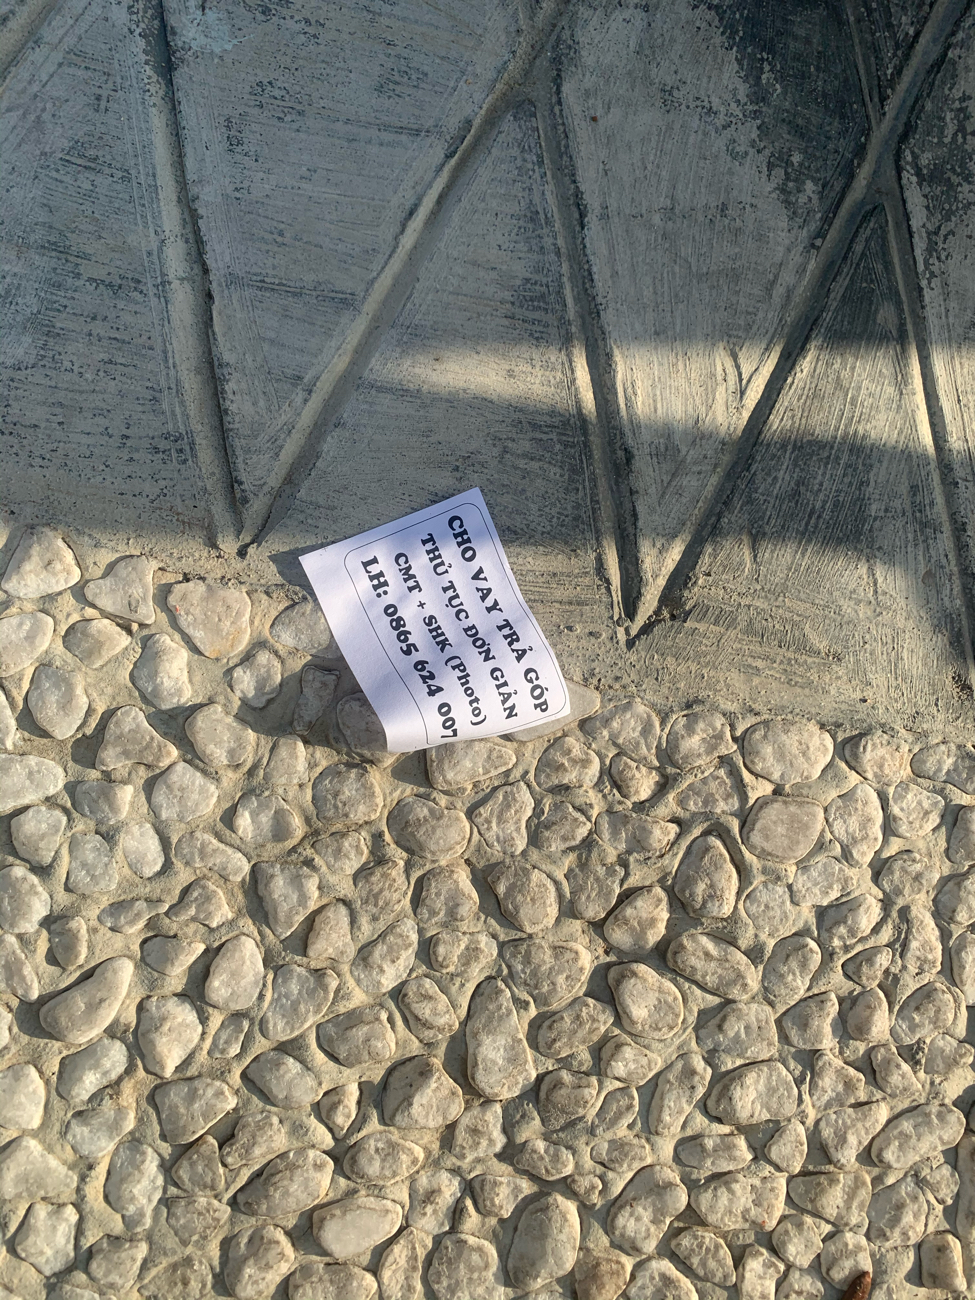 CHO VAY TRẢ GÓP
THỦ TỤC ĐƠN GIẢN
CMT + SHK (Photo)
LH: 0865 624 007